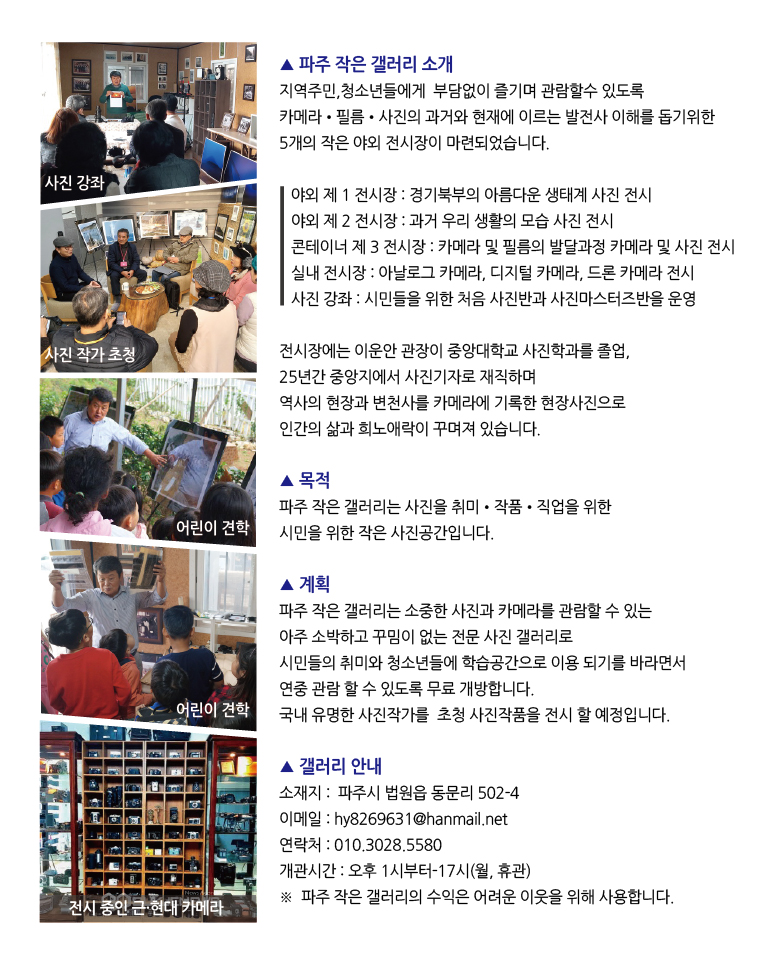 ▲ 파주 작은 갤러리 소개
지역주민,청소년들에게 부담없이 즐기며 관람할수 있도록
카메라 • 필름 • 사진의 과거와 현재에 이르는 발전사 이해를 돕기위한
5개의 작은 야외 전시장이 마련되었습니다.
야외 제 1 전시장 : 경기북부의 아름다운 생태계 사진 전시
야외 제 2 전시장 : 과거 우리 생활의 모습 사진 전시
콘테이너 제 3 전시장 : 카메라 및 필름의 발달과정 카메라 및 사진 전시
실내 전시장 : 아날로그 카메라, 디지털 카메라, 드론 카메라 전시
사진 강좌 : 시민들을 위한 처음 사진반과 사진마스터즈반을 운영
전시장에는 이운안 관장이 중앙대학교 사진학과를 졸업,
25년간 중앙지에서 사진기자로 재직하며
역사의 현장과 변천사를 카메라에 기록한 현장사진으로
인간의 삶과 희노애락이 꾸며져 있습니다.
▲ 목적
파주 작은 갤러리는 사진을 취미 • 작품 • 직업을 위한
시민을 위한 작은 사진공간입니다.
▲ 계획
파주 작은 갤러리는 소중한 사진과 카메라를 관람할 수 있는
아주 소박하고 꾸밈이 없는 전문 사진 갤러리로
시민들의 취미와 청소년들에 학습공간으로 이용 되기를 바라면서
연중 관람 할 수 있도록 무료 개방합니다.
국내 유명한 사진작가를 초청 사진작품을 전시 할 예정입니다.
▲ 갤러리 안내
소재지 : 파주시 법원읍 동문리 502-4
이메일 : hy8269631@hanmail.net
연락처 : 010.3028.5580
개관시간 : 오후 1시부터-17시(월, 휴관)
※ 파주 작은 갤러리의 수익은 어려운 이웃을 위해 사용합니다.
사진 강좌
사진 작가 초청
어린이 견학
어린이 견학
전시 중인 근·현대 카메라